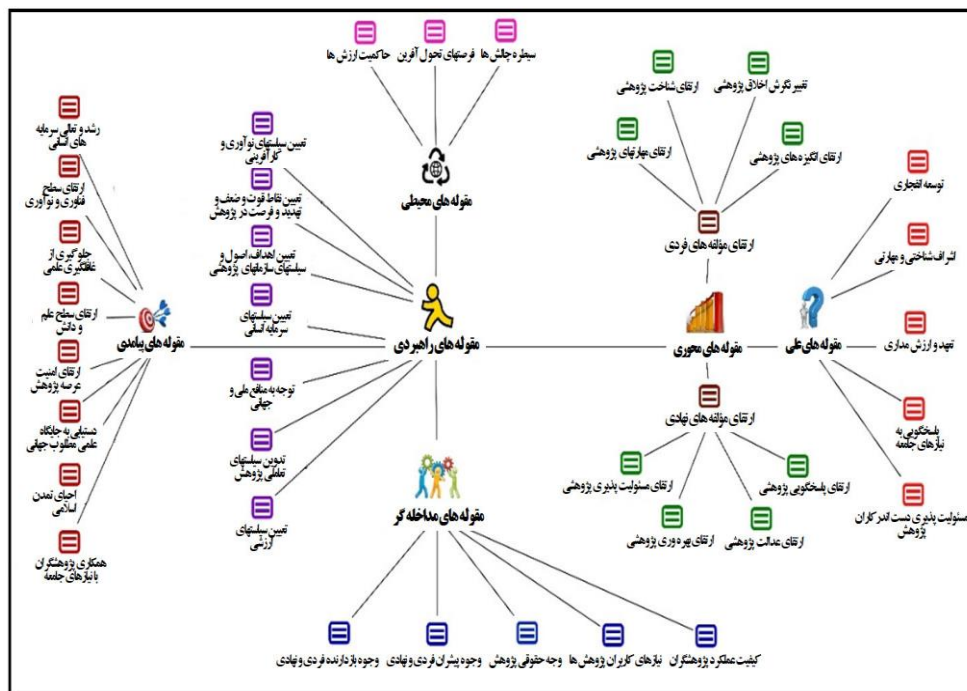 سیطره چالش ها
فرصتهای تحول آفرین
حاکمیت ارزش ها
مقوله های محیطی
تغییر نگرش اخلاق پژوهشی
ارتقای شناخت پژوهشی
ارتقای انگیزه های پژوهشی
ارتقای مهارتهای پژوهشی
ارتقای مؤلفه های فردی
توسعه انفجاری
اشراف شناختی و مهارتی
تعهد و ارزش مداری
پاسخگویی به
نیازهای جامعه
مسئولیت پذیری دست اندر کاران
پژوهش
مقوله های علی
مقوله های محوری
ارتقای مؤلفه های نهادی
ارتقای پاسخگویی پژوهشی
ارتقای مسئولیت پذیری پژوهشی
ارتقای عدالت پژوهشی
ارتقای بهره وری پژوهشی
مقوله های راهبردی
تعیین سیاستهای نوآوری و
کارآفرینی
تعیین نقاط قوت و ضعف و
تهدید و فرصت در پژوهش
تعیین اهداف، اصول و
سیاستهای سازمانهای پژوهشی
تعیین سیاستهای
سرمایه انسانی
توجه به منافع ملی و
جهانی
تدوین سیاستهای
تعاملی پژوهش
تعیین سیاستهای
ارزشی
مقوله های پیامدی
رشد و تعالی سرمایه
های انسانی
ارتقای سطح
فناوری و نوآوری
جلوگیری از
غافلگیری علمی
ارتقای سطح علم
و دانش
ارتقای امنیت
عرصه پژوهش
دستیابی به جایگاه
علمی مطلوب جهانی
احیای تمدن
اسلامی
همکاری پژوهشگران
با نیازهای جامعه
مقوله های مداخله گر
کیفیت عملکرد پژوهشگران
نیازهای کاربران پژوهش ها
وجه حقوقی پژوهش
وجوه پیشران فردی و نهادی
وجوه بازدارنده فردی و نهادی